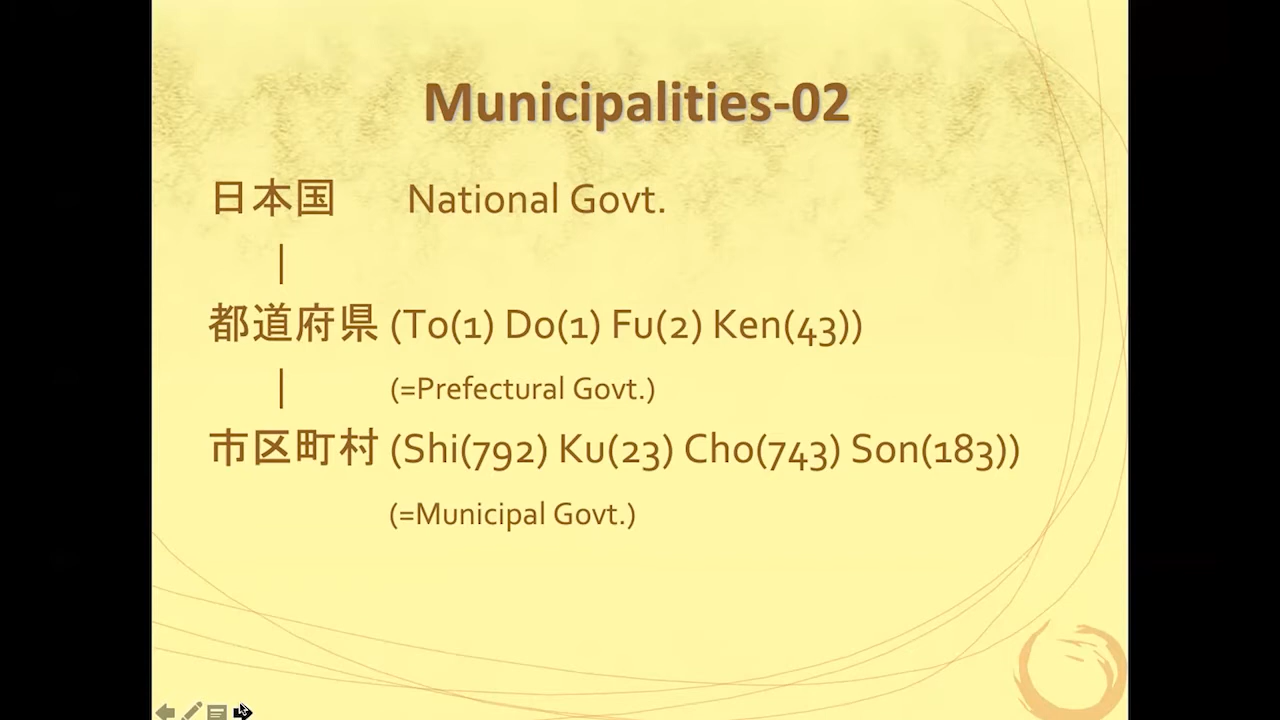 Municipalities-02
日本国 National Govt.
|
都道府県 (To(1) Do(1) Fu(2) Ken(43))
| (=Prefectural Govt.)
市区町村 (Shi(792) Ku(23) Cho(743) Son(183))
(=Municipal Govt.)